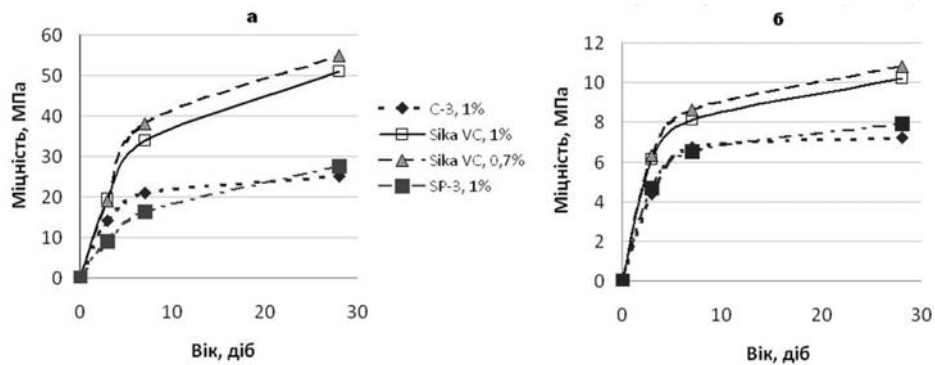 а
Міцність, МПа
60
50
40
30
20
10
0
0 10 20 30
Вік, діб
C-3, 1%
Sika VC, 1%
Sika VC, 0,7%
SP-3, 1%
б
Міцність, МПа
12
10
8
6
4
2
0
0 10 20 30
Вік, діб